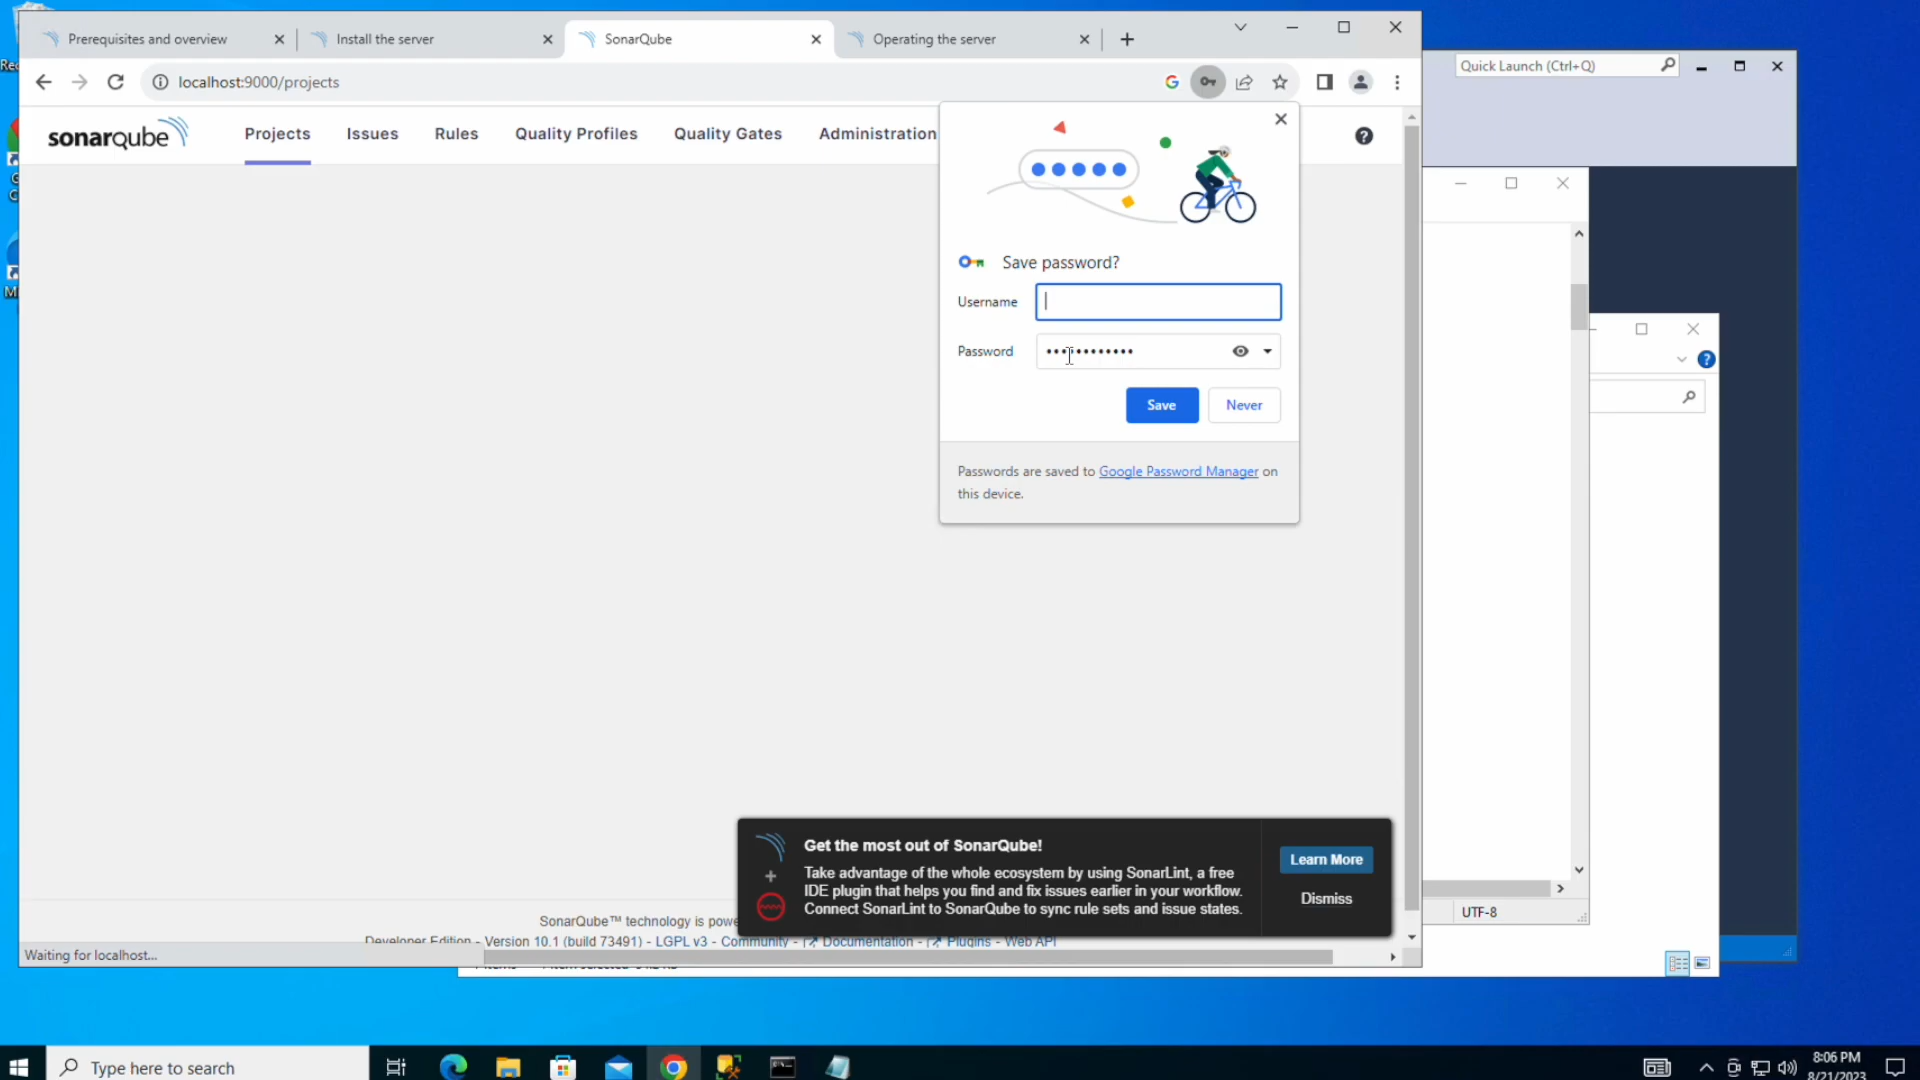 Prerequisites and overview
Install the server
SonarQube
Operating the server
localhost:9000/projects
Quick Launch (Ctrl+Q)
sonarqube
Projects
Issues
Rules
Quality Profiles
Quality Gates
Administration
Save password?
Username
Password
Save
Never
Passwords are saved to Google Password Manager on
this device.
Get the most out of SonarQube!
Take advantage of the whole ecosystem by using SonarLint, a free
IDE plugin that helps you find and fix issues earlier in your workflow.
Connect SonarLint to SonarQube to sync rule sets and issue states.
Learn More
Dismiss
SonarQube™ technology is
Developer Edition - Version 10.1 (build 73491) - LGPL v3 - Community - Documentation - Plugins - Web API
Waiting for localhost...
UTF-8
Type here to search
8:06 PM
8/21/2023